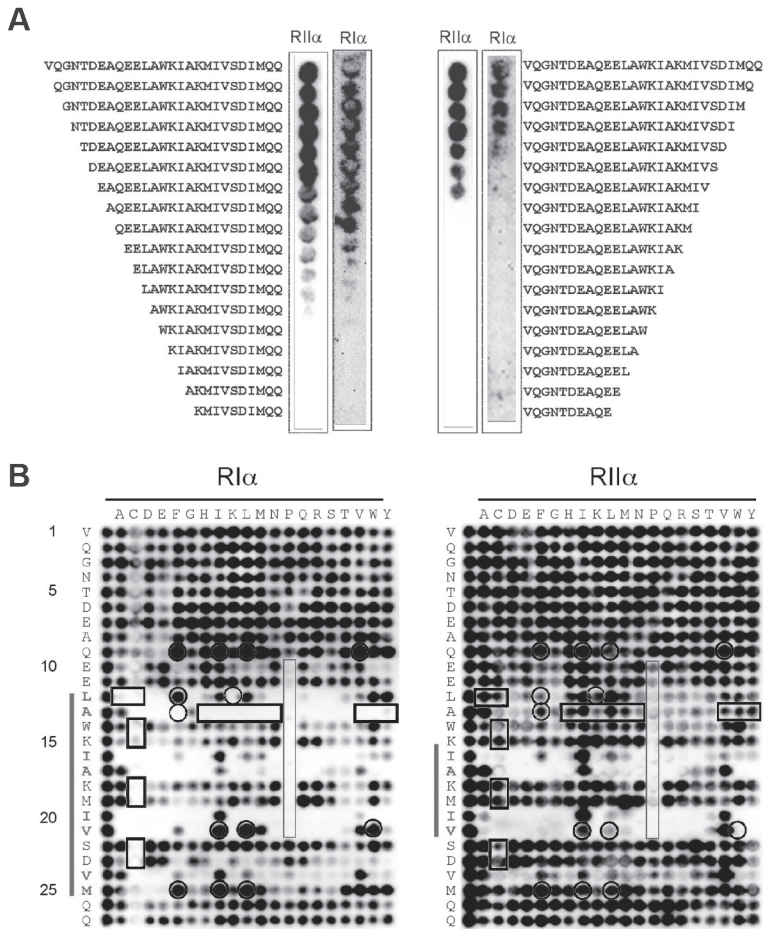 A
RIIα RIα
VQGNTDEAQEELAWKIAKMIVSDIMQQ
QGNTDEAQEELAWKIAKMIVSDIMQQ
GNTDEAQEELAWKIAKMIVSDIMQQ
NTDEAQEELAWKIAKMIVSDIMQQ
TDEAQEELAWKIAKMIVSDIMQQ
DEAQEELAWKIAKMIVSDIMQQ
EAQEELAWKIAKMIVSDIMQQ
AQEELAWKIAKMIVSDIMQQ
QEELAWKIAKMIVSDIMQQ
EELAWKIAKMIVSDIMQQ
ELAWKIAKMIVSDIMQQ
LAWKIAKMIVSDIMQQ
AWKIAKMIVSDIMQQ
WKIAKMIVSDIMQQ
KIAKMIVSDIMQQ
IAKMIVSDIMQQ
AKMIVSDIMQQ
KMIVSDIMQQ
RIIα RIα
VQGNTDEAQEELAWKIAKMIVSDIMQQ
VQGNTDEAQEELAWKIAKMIVSDIMQ
VQGNTDEAQEELAWKIAKMIVSDIM
VQGNTDEAQEELAWKIAKMIVSDI
VQGNTDEAQEELAWKIAKMIVSD
VQGNTDEAQEELAWKIAKMIVS
VQGNTDEAQEELAWKIAKMIV
VQGNTDEAQEELAWKIAKMI
VQGNTDEAQEELAWKIAKM
VQGNTDEAQEELAWKIAK
VQGNTDEAQEELAWKIA
VQGNTDEAQEELAWKI
VQGNTDEAQEELAWK
VQGNTDEAQEELAW
VQGNTDEAQEELA
VQGNTDEAQEEL
VQGNTDEAQEE
VQGNTDEAQE
B
RIα
A C D E F G H I K L M N P Q R S T V W Y
1 V
Q
G
N
5 T
D
E
A
Q
10 E
E
L
A
W
15 K
I
A
K
M
20 I
V
S
D
V
25 M
Q
Q
RIIα
A C D E F G H I K L M N P Q R S T V W Y
V
Q
G
N
T
D
E
A
Q
E
E
L
A
W
K
I
A
K
M
I
V
S
D
V
M
Q
Q